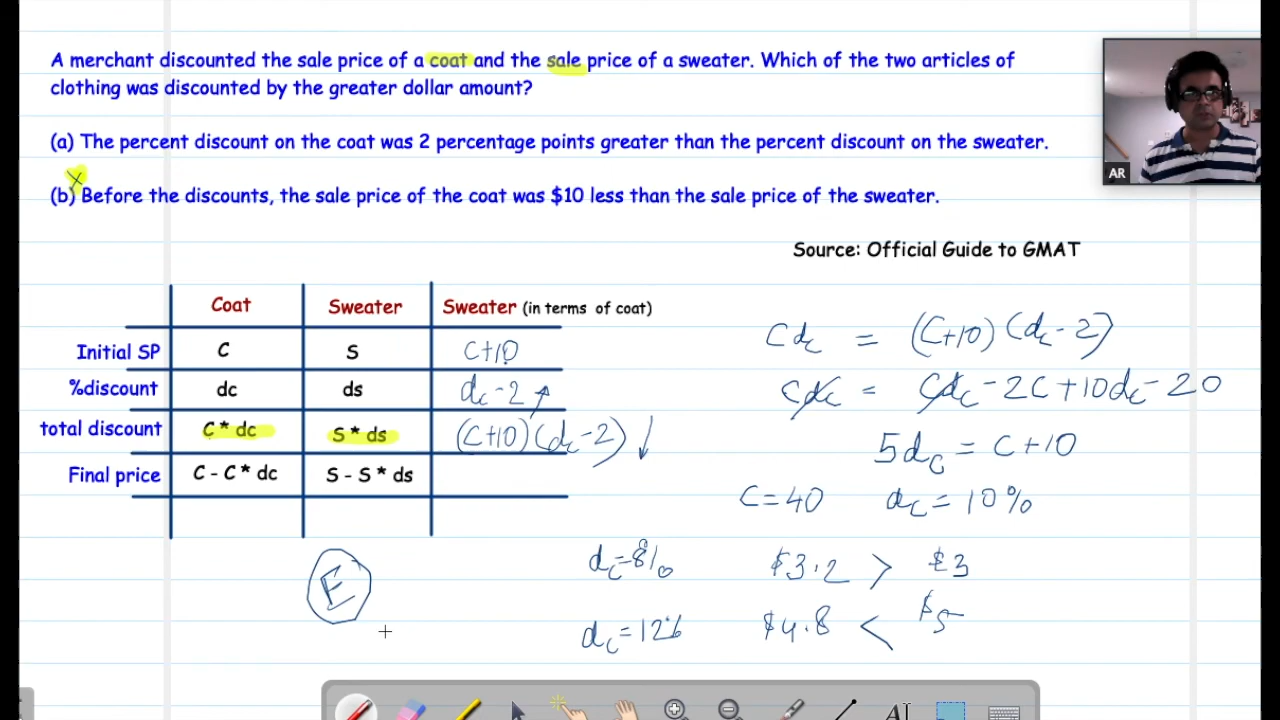 A merchant discounted the sale price of a coat and the sale price of a sweater. Which of the two articles of
clothing was discounted by the greater dollar amount?
(a) The percent discount on the coat was 2 percentage points greater than the percent discount on the sweater.
x
(b) Before the discounts, the sale price of the coat was $10 less than the sale price of the sweater.
AR
Source: Official Guide to GMAT
Coat Sweater Sweater (in terms of coat)
Initial SP C S C+10
%discount dc ds dc-2
total discount C * dc S * ds (C+10)(dc-2)
Final price C - C * dc S - S * ds
Cdc = (C+10)(dc-2)
Cdc = Cdc-2C+10dc-20
5dc = C+10
C=40 dc=10%
dc=8% $3.2 > $3
dc=12% $4.8 < $5
E
A